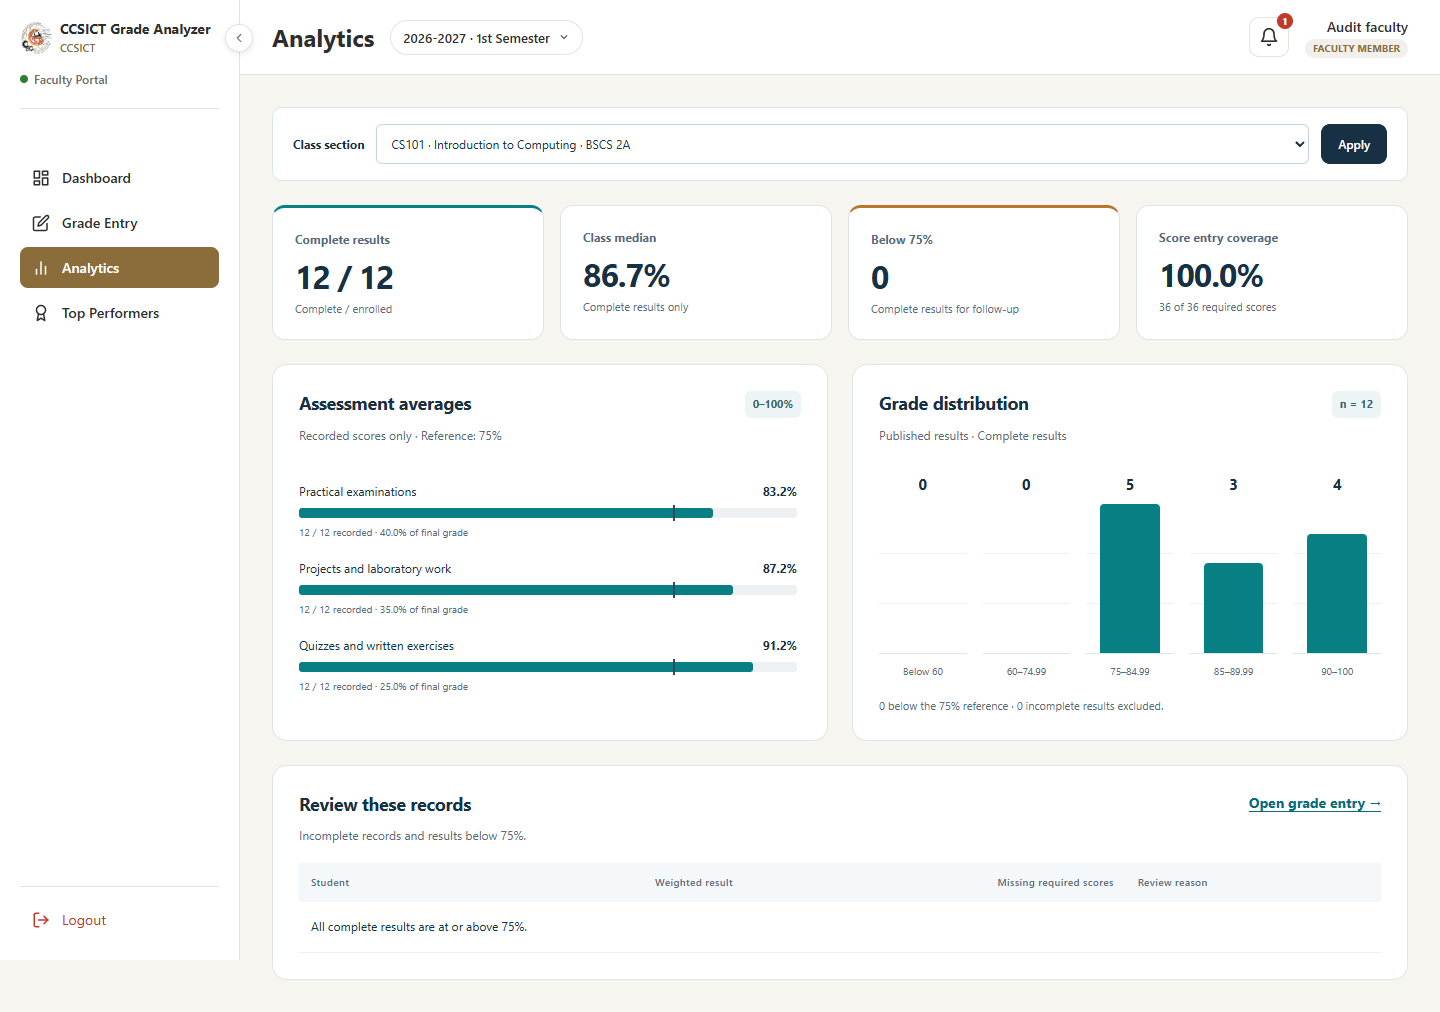 CCSICT Grade Analyzer
CCSICT
Faculty Portal
Dashboard
Grade Entry
Analytics
Top Performers
Logout
Analytics
2026-2027 · 1st Semester
1
Audit faculty
FACULTY MEMBER
Class section
CS101 · Introduction to Computing · BSCS 2A
Apply
Complete results
12 / 12
Complete / enrolled
Class median
86.7%
Complete results only
Below 75%
0
Complete results for follow-up
Score entry coverage
100.0%
36 of 36 required scores
Assessment averages
0–100%
Recorded scores only · Reference: 75%
Practical examinations 83.2%
12 / 12 recorded · 40.0% of final grade
Projects and laboratory work 87.2%
12 / 12 recorded · 35.0% of final grade
Quizzes and written exercises 91.2%
12 / 12 recorded · 25.0% of final grade
Grade distribution
n = 12
Published results · Complete results
0 0 5 3 4
Below 60 60–74.99 75–84.99 85–89.99 90–100
0 below the 75% reference · 0 incomplete results excluded.
Review these records
Open grade entry →
Incomplete records and results below 75%.
Student Weighted result Missing required scores Review reason
All complete results are at or above 75%.